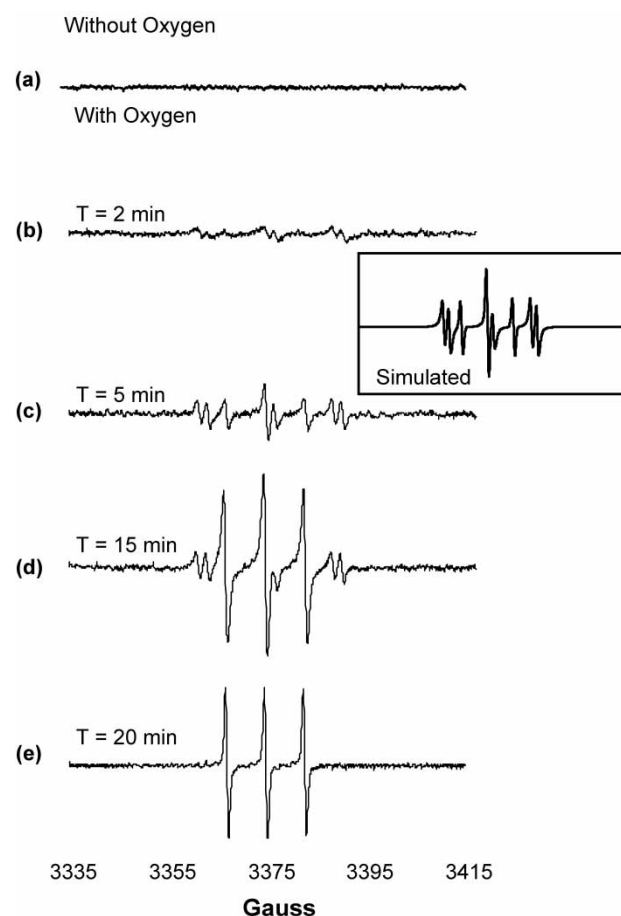 Without Oxygen
(a)
With Oxygen
T = 2 min
(b)
Simulated
T = 5 min
(c)
T = 15 min
(d)
T = 20 min
(e)
3335 3355 3375 3395 3415
Gauss